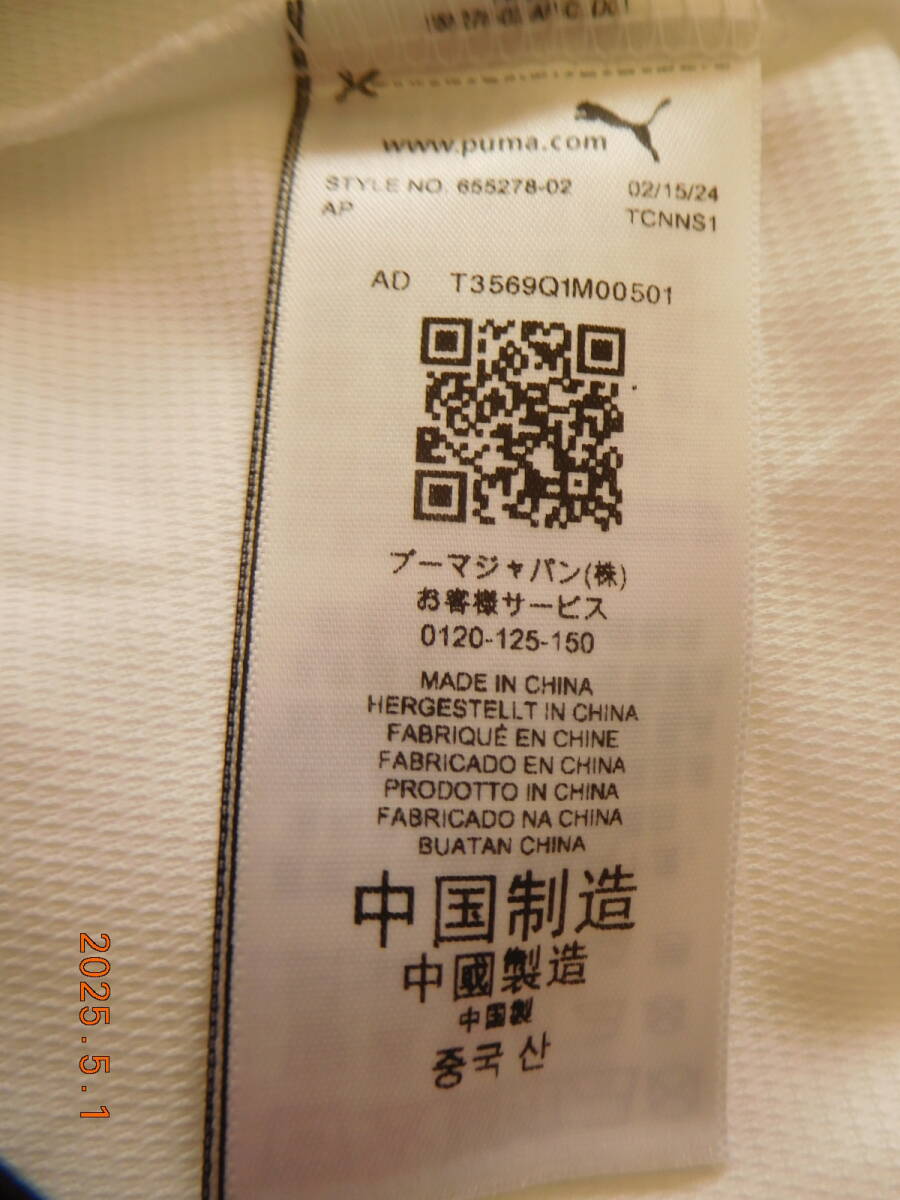 www.puma.com
STYLE NO. 655278-02 02/15/24
AP TCNNS1
AD T3569Q1M00501
プーマジャパン(株)
お客様サービス
0120-125-150
MADE IN CHINA
HERGESTELLT IN CHINA
FABRIQUÉ EN CHINE
FABRICADO EN CHINA
PRODOTTO IN CHINA
FABRICADO NA CHINA
BUATAN CHINA
中国制造
中國製造
中国製
중국 산
2025.5.1